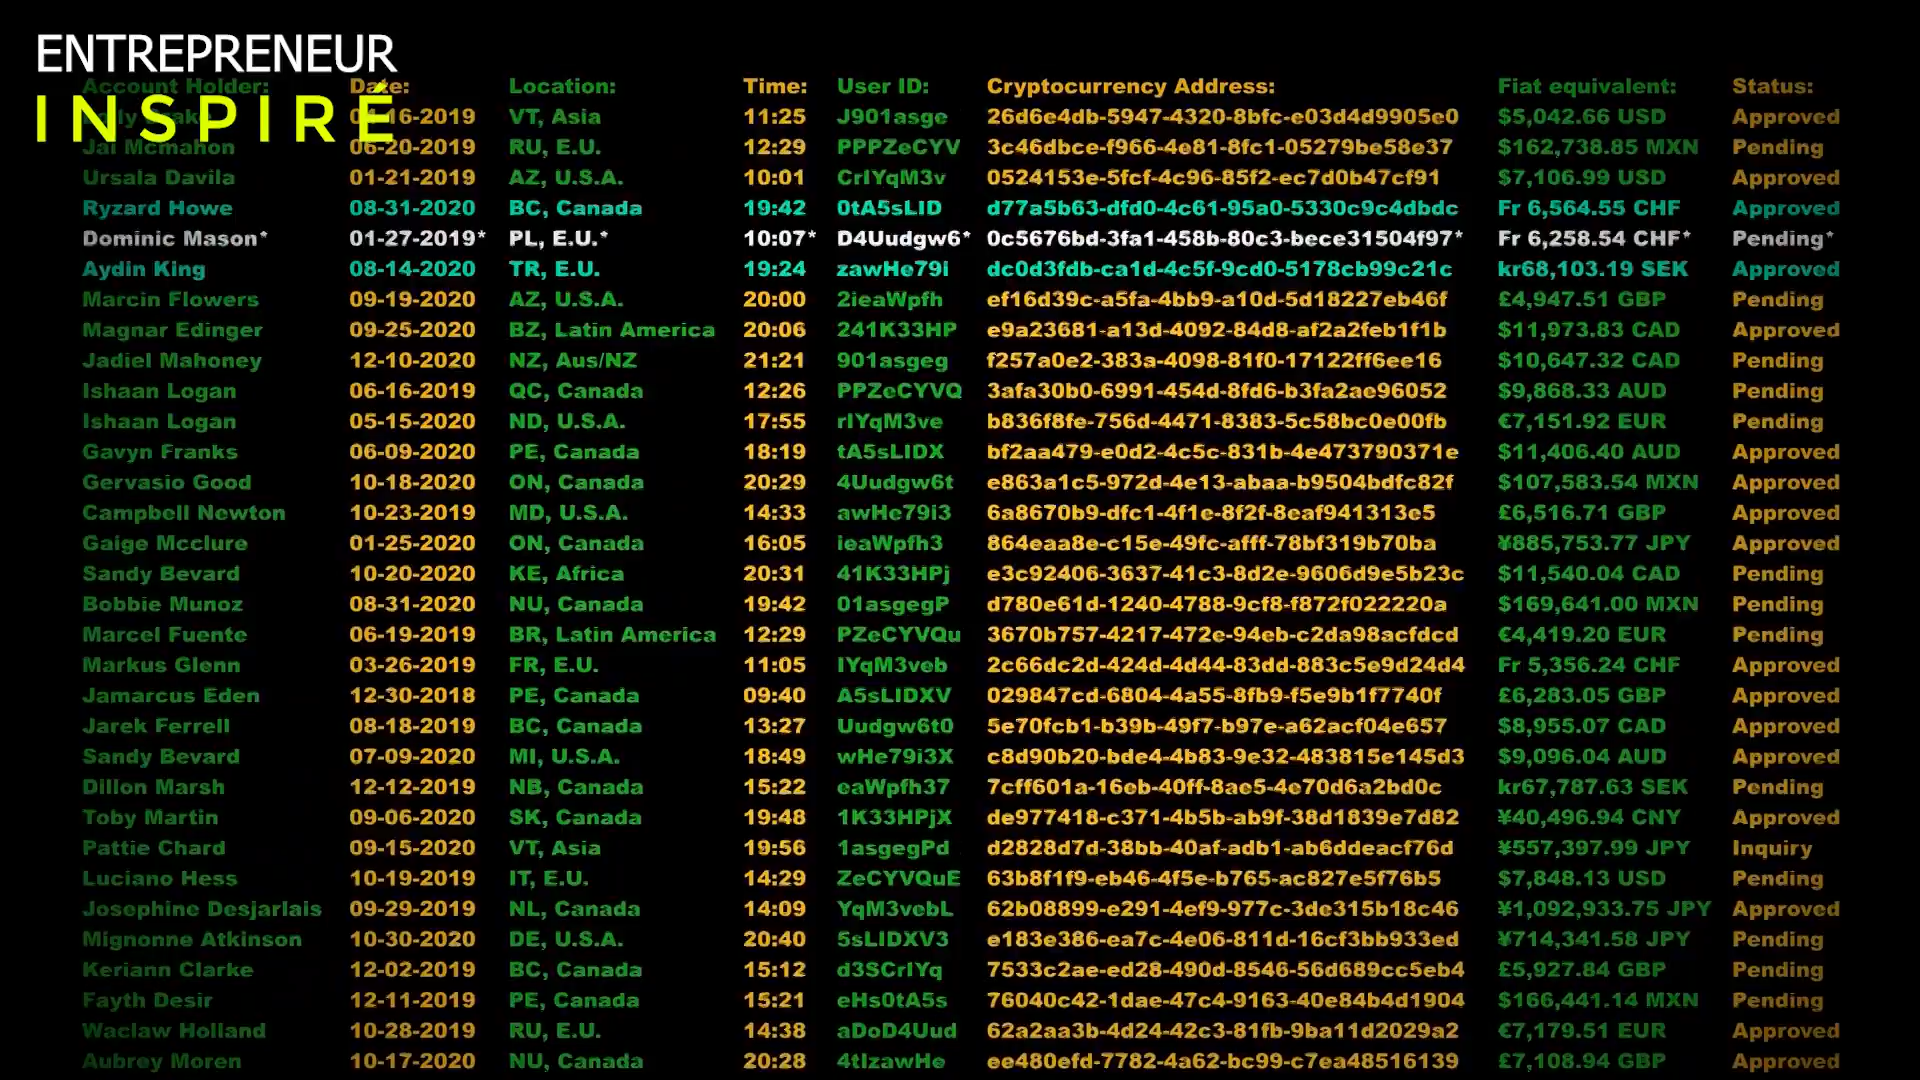 ENTREPRENEUR
INSPIRÉ
Account Holder: Date: Location: Time: User ID: Cryptocurrency Address: Fiat equivalent: Status:
16-2019 VT, Asia 11:25 J901asge 26d6e4db-5947-4320-8bfc-e03d4d9905e0 $5,042.66 USD Approved
Jai Mcmahon 06-20-2019 RU, E.U. 12:29 PPPZeCYV 3c46dbce-f966-4e81-8fc1-05279be58e37 $162,738.85 MXN Pending
Ursala Davila 01-21-2019 AZ, U.S.A. 10:01 CrIYqM3v 0524153e-5fcf-4c96-85f2-ec7d0b47cf91 $7,106.99 USD Approved
Ryzard Howe 08-31-2020 BC, Canada 19:42 0tA5sLID d77a5b63-dfd0-4c61-95a0-5330c9c4dbdc Fr 6,564.55 CHF Approved
Dominic Mason* 01-27-2019* PL, E.U.* 10:07* D4Uudgw6* 0c5676bd-3fa1-458b-80c3-bece31504f97* Fr 6,258.54 CHF* Pending*
Aydin King 08-14-2020 TR, E.U. 19:24 zawHe79i dc0d3fdb-ca1d-4c5f-9cd0-5178cb99c21c kr68,103.19 SEK Approved
Marcin Flowers 09-19-2020 AZ, U.S.A. 20:00 2ieaWpfh ef16d39c-a5fa-4bb9-a10d-5d18227eb46f £4,947.51 GBP Pending
Magnar Edinger 09-25-2020 BZ, Latin America 20:06 241K33HP e9a23681-a13d-4092-84d8-af2a2feb1f1b $11,973.83 CAD Approved
Jadiel Mahoney 12-10-2020 NZ, Aus/NZ 21:21 901asgeg f257a0e2-383a-4098-81f0-17122ff6ee16 $10,647.32 CAD Pending
Ishaan Logan 06-16-2019 QC, Canada 12:26 PPZeCYVQ 3afa30b0-6991-454d-8fd6-b3fa2ae96052 $9,868.33 AUD Pending
Ishaan Logan 05-15-2020 ND, U.S.A. 17:55 rIYqM3ve b836f8fe-756d-4471-8383-5c58bc0e00fb €7,151.92 EUR Pending
Gavyn Franks 06-09-2020 PE, Canada 18:19 tA5sLIDX bf2aa479-e0d2-4c5c-831b-4e473790371e $11,406.40 AUD Approved
Gervasio Good 10-18-2020 ON, Canada 20:29 4Uudgw6t e863a1c5-972d-4e13-abaa-b9504bdfc82f $107,583.54 MXN Approved
Campbell Newton 10-23-2019 MD, U.S.A. 14:33 awHe79i3 6a8670b9-dfc1-4f1e-8f2f-8eaf941313e5 £6,516.71 GBP Approved
Gaige Mcclure 01-25-2020 ON, Canada 16:05 ieaWpfh3 864eaa8e-c15e-49fc-afff-78bf319b70ba ¥885,753.77 JPY Approved
Sandy Bevard 10-20-2020 KE, Africa 20:31 41K33HPj e3c92406-3637-41c3-8d2e-9606d9e5b23c $11,540.04 CAD Pending
Bobbie Munoz 08-31-2020 NU, Canada 19:42 01asgegP d780e61d-1240-4788-9cf8-f872f022220a $169,641.00 MXN Pending
Marcel Fuente 06-19-2019 BR, Latin America 12:29 PZeCYVQu 3670b757-4217-472e-94eb-c2da98acfdcd €4,419.20 EUR Pending
Markus Glenn 03-26-2019 FR, E.U. 11:05 IYqM3veb 2c66dc2d-424d-4d44-83dd-883c5e9d24d4 Fr 5,356.24 CHF Approved
Jamarcus Eden 12-30-2018 PE, Canada 09:40 A5sLIDXV 029847cd-6804-4a55-8fb9-f5e9b1f7740f £6,283.05 GBP Approved
Jarek Ferrell 08-18-2019 BC, Canada 13:27 Uudgw6t0 5e70fcb1-b39b-49f7-b97e-a62acf04e657 $8,955.07 CAD Approved
Sandy Bevard 07-09-2020 MI, U.S.A. 18:49 wHe79i3X c8d90b20-bde4-4b83-9e32-483815e145d3 $9,096.04 AUD Approved
Dillon Marsh 12-12-2019 NB, Canada 15:22 eaWpfh37 7cff601a-16eb-40ff-8ae5-4e70d6a2bd0c kr67,787.63 SEK Pending
Toby Martin 09-06-2020 SK, Canada 19:48 1K33HPjX de977418-c371-4b5b-ab9f-38d1839e7d82 ¥40,496.94 CNY Approved
Pattie Chard 09-15-2020 VT, Asia 19:56 1asgegPd d2828d7d-38bb-40af-adb1-ab6ddeacf76d ¥557,397.99 JPY Inquiry
Luciano Hess 10-19-2019 IT, E.U. 14:29 ZeCYVQuE 63b8f1f9-eb46-4f5e-b765-ac827e5f76b5 $7,848.13 USD Pending
Josephine Desjarlais 09-29-2019 NL, Canada 14:09 YqM3vebL 62b08899-e291-4ef9-977c-3de315b18c46 ¥1,092,933.75 JPY Approved
Mignonne Atkinson 10-30-2020 DE, U.S.A. 20:40 5sLIDXV3 e183e386-ea7c-4e06-811d-16cf3bb933ed ¥714,341.58 JPY Pending
Keriann Clarke 12-02-2019 BC, Canada 15:12 d3SCrIYq 7533c2ae-ed28-490d-8546-56d689cc5eb4 £5,927.84 GBP Pending
Fayth Desir 12-11-2019 PE, Canada 15:21 eHs0tA5s 76040c42-1dae-47c4-9163-40e84b4d1904 $166,441.14 MXN Pending
Waclaw Holland 10-28-2019 RU, E.U. 14:38 aDoD4Uud 62a2aa3b-4d24-42c3-81fb-9ba11d2029a2 €7,179.51 EUR Approved
Aubrey Moren 10-17-2020 NU, Canada 20:28 4tIzawHe ee480efd-7782-4a62-bc99-c7ea48516139 £7,108.94 GBP Approved